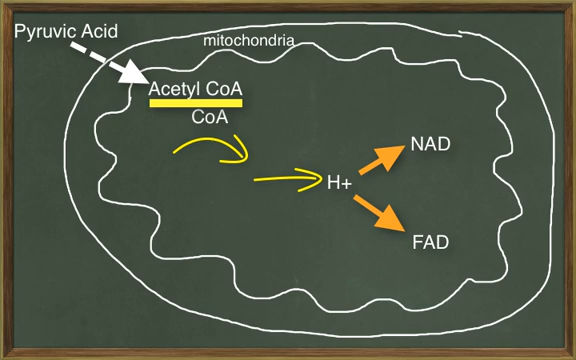 Pyruvic Acid
mitochondria
Acetyl CoA
CoA
NAD
H+
FAD